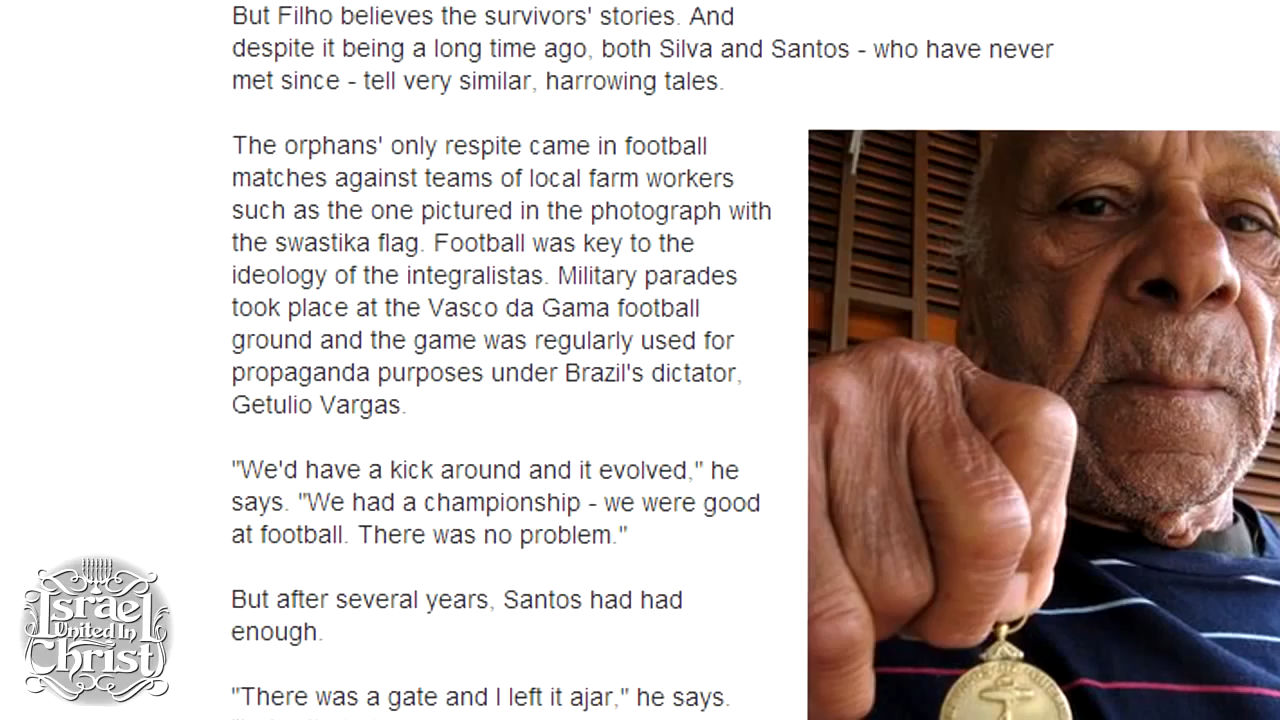 But Filho believes the survivors' stories. And
despite it being a long time ago, both Silva and Santos - who have never
met since - tell very similar, harrowing tales.
The orphans' only respite came in football
matches against teams of local farm workers
such as the one pictured in the photograph with
the swastika flag. Football was key to the
ideology of the integralistas. Military parades
took place at the Vasco da Gama football
ground and the game was regularly used for
propaganda purposes under Brazil's dictator,
Getulio Vargas.
"We'd have a kick around and it evolved," he
says. "We had a championship - we were good
at football. There was no problem."
But after several years, Santos had had
enough.
"There was a gate and I left it ajar," he says.
Israel
United In
Christ